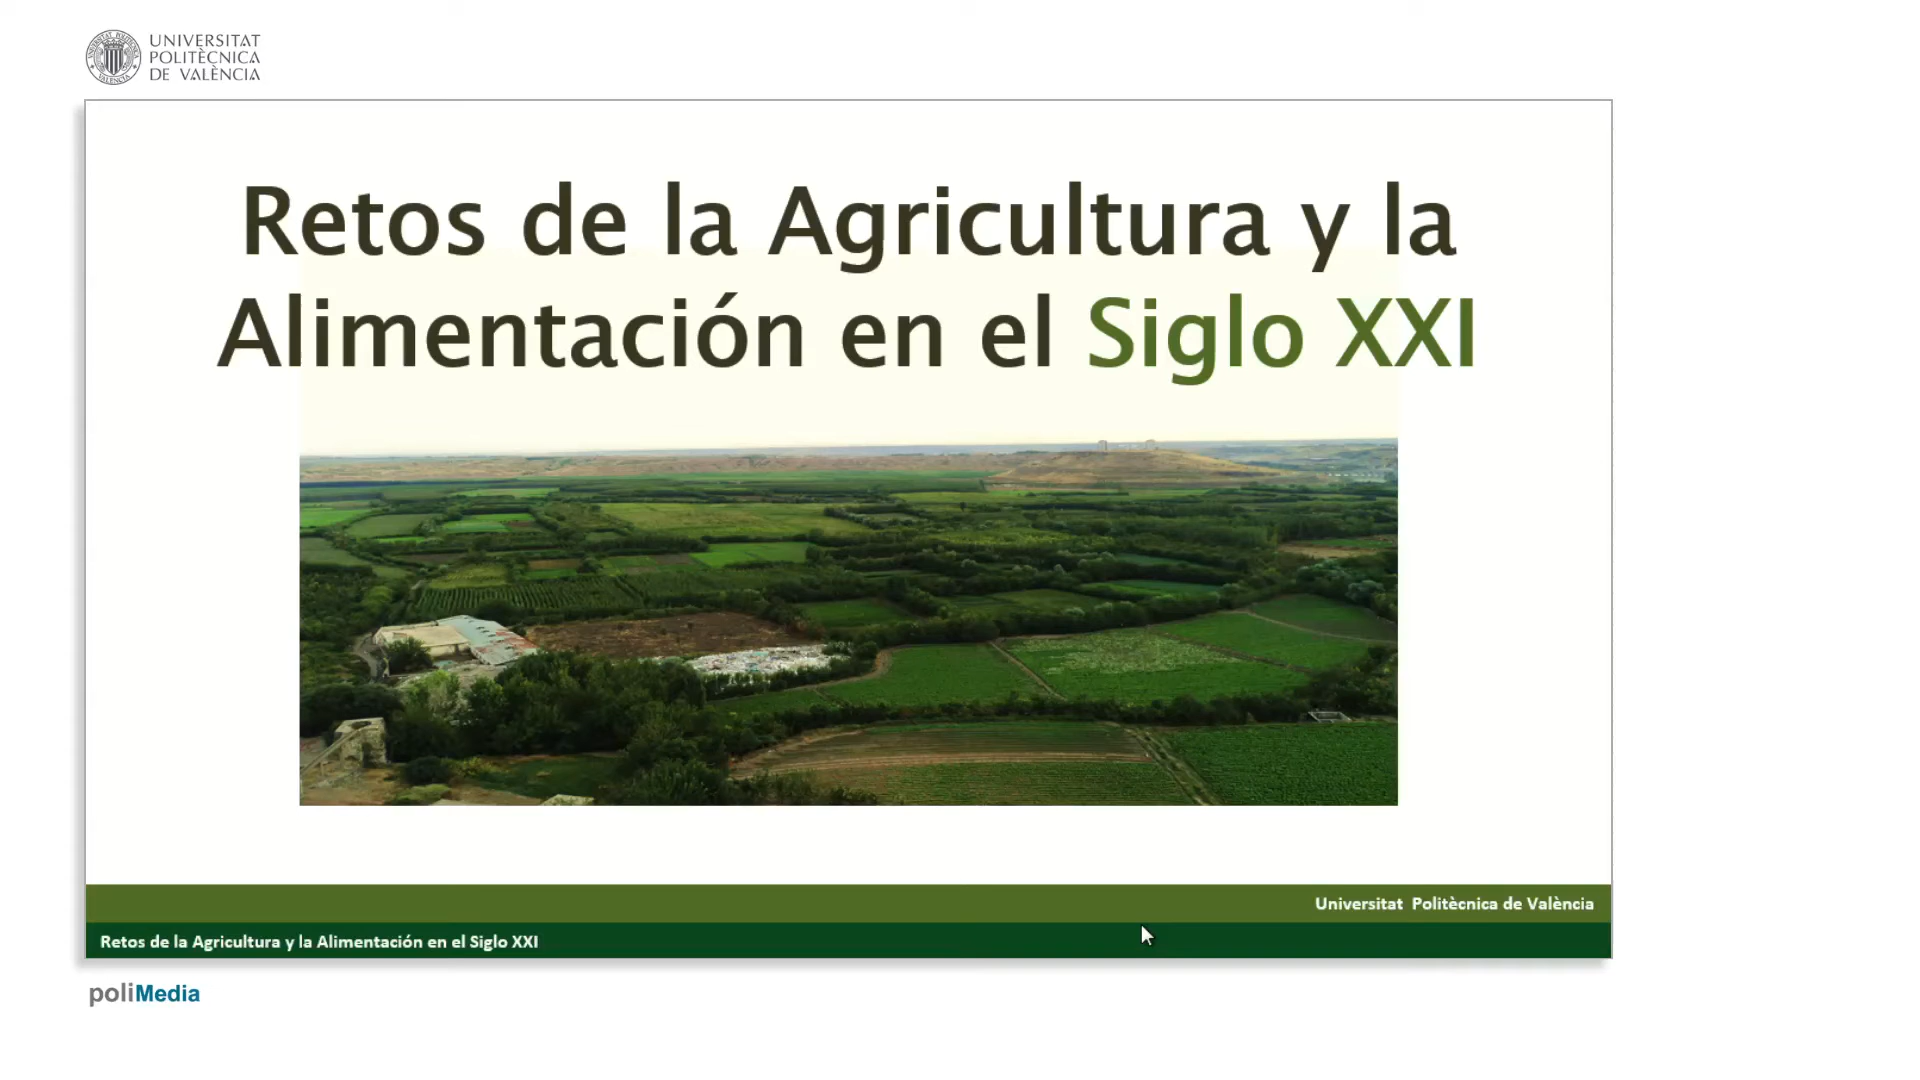 UNIVERSITAT
POLITÈCNICA
DE VALÈNCIA
Retos de la Agricultura y la
Alimentación en el Siglo XXI
Universitat Politècnica de València
Retos de la Agricultura y la Alimentación en el Siglo XXI
poliMedia